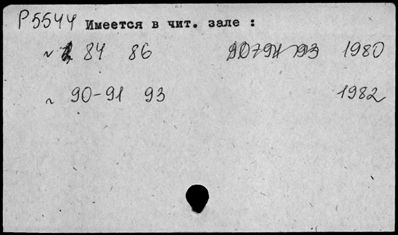 Р5544 Имеется в чит. зале :
№ 84 86 1980
№ 90-91 93 1982